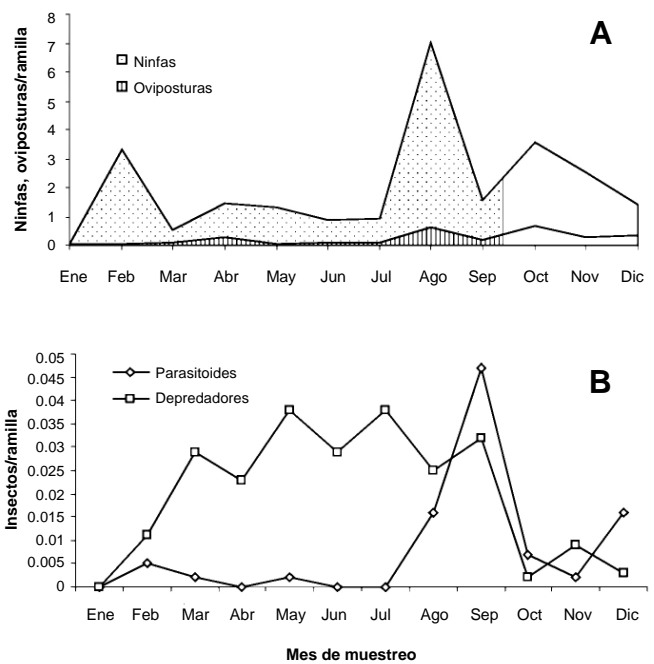 A
Ninfas, oviposturas/ramilla
8
7
6
5
4
3
2
1
0
Ninfas
Oviposturas
Ene Feb Mar Abr May Jun Jul Ago Sep Oct Nov Dic
B
Insectos/ramilla
0.05
0.045
0.04
0.035
0.03
0.025
0.02
0.015
0.01
0.005
0
Parasitoides
Depredadores
Ene Feb Mar Abr May Jun Jul Ago Sep Oct Nov Dic
Mes de muestreo